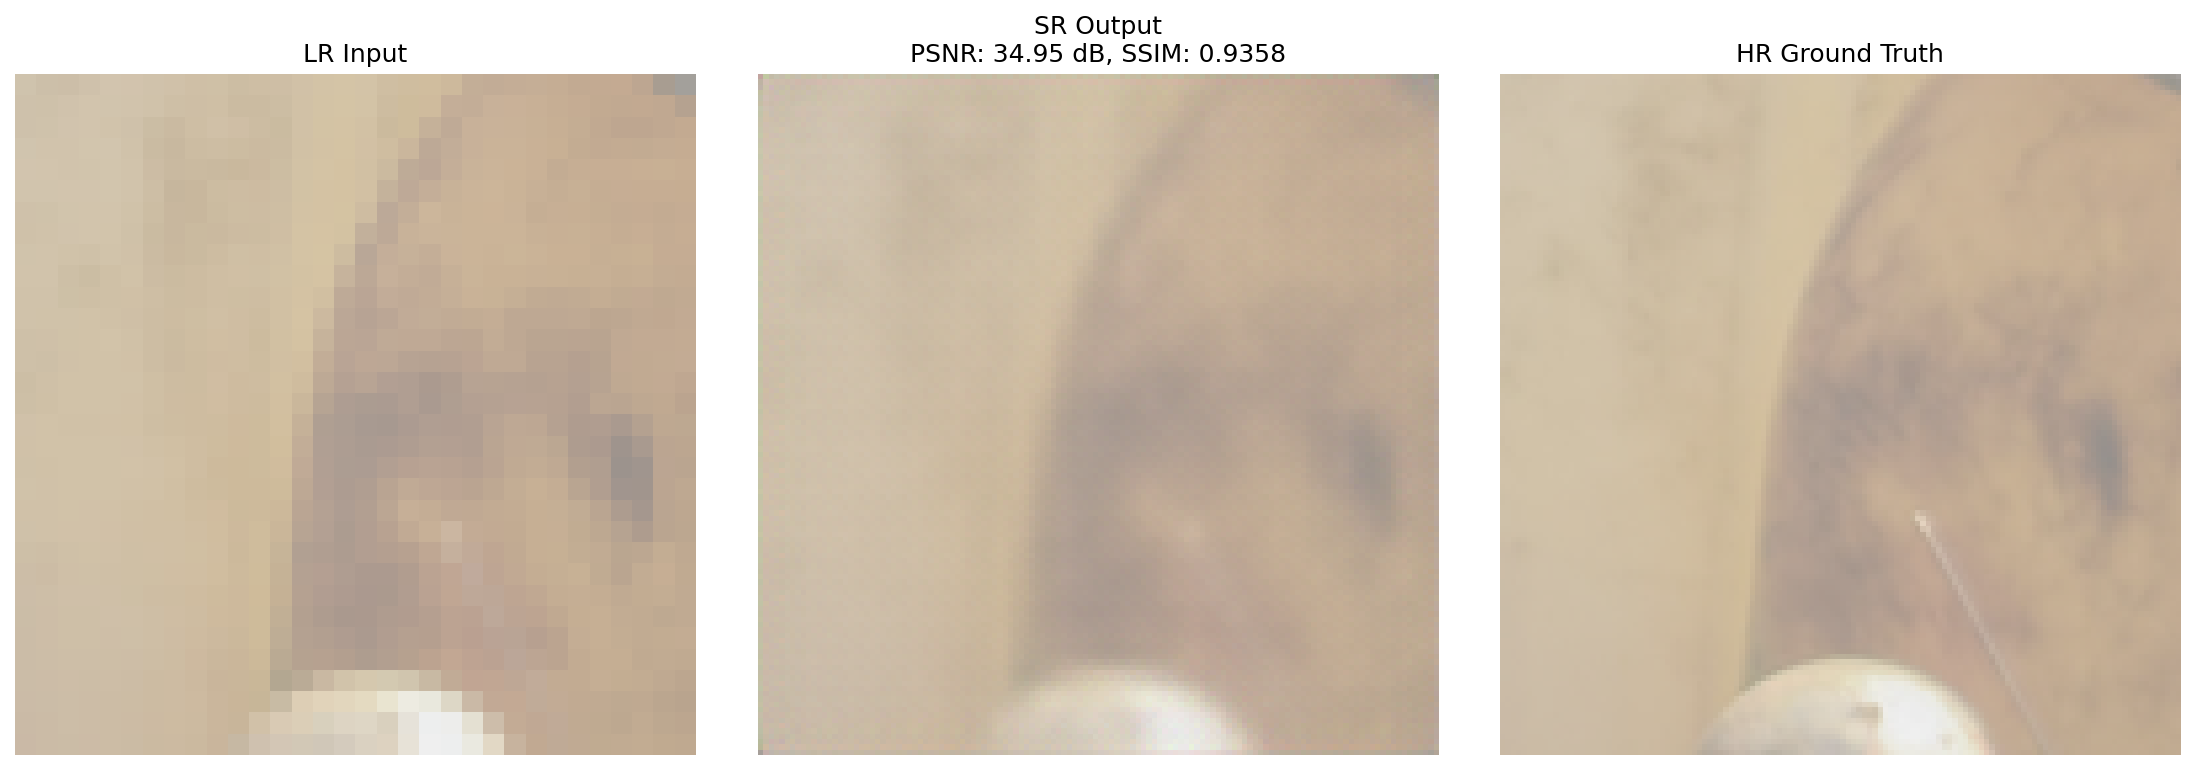 LR Input
SR Output
PSNR: 34.95 dB, SSIM: 0.9358
HR Ground Truth